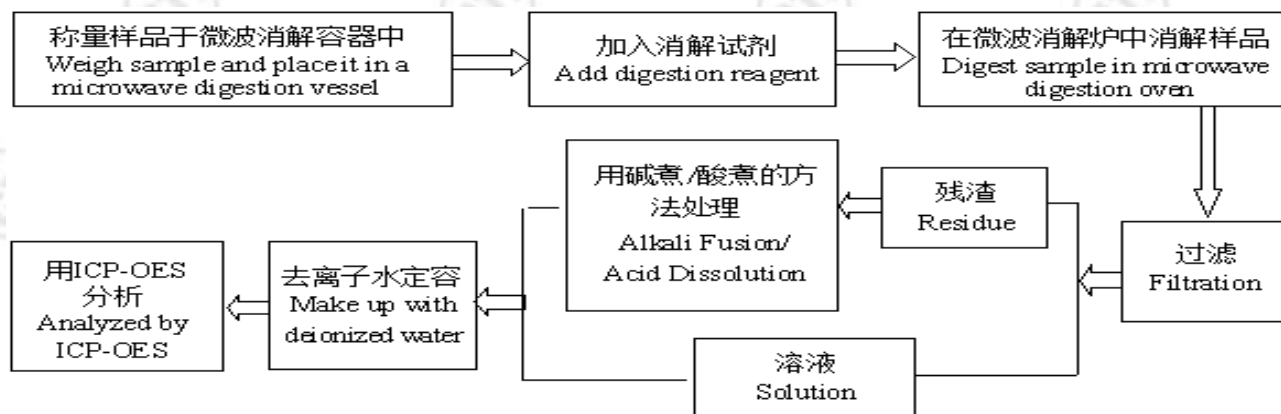 称量样品于微波消解容器中
Weigh sample and place it in a
microwave digestion vessel
加入消解试剂
Add digestion reagent
在微波消解炉中消解样品
Digest sample in microwave
digestion oven
过滤
Filtration
残渣
Residue
用碱煮/酸煮的方
法处理
Alkali Fusion/
Acid Dissolution
溶液
Solution
去离子水定容
Make up with
deionized water
用ICP-OES
分析
Analyzed by
ICP-OES